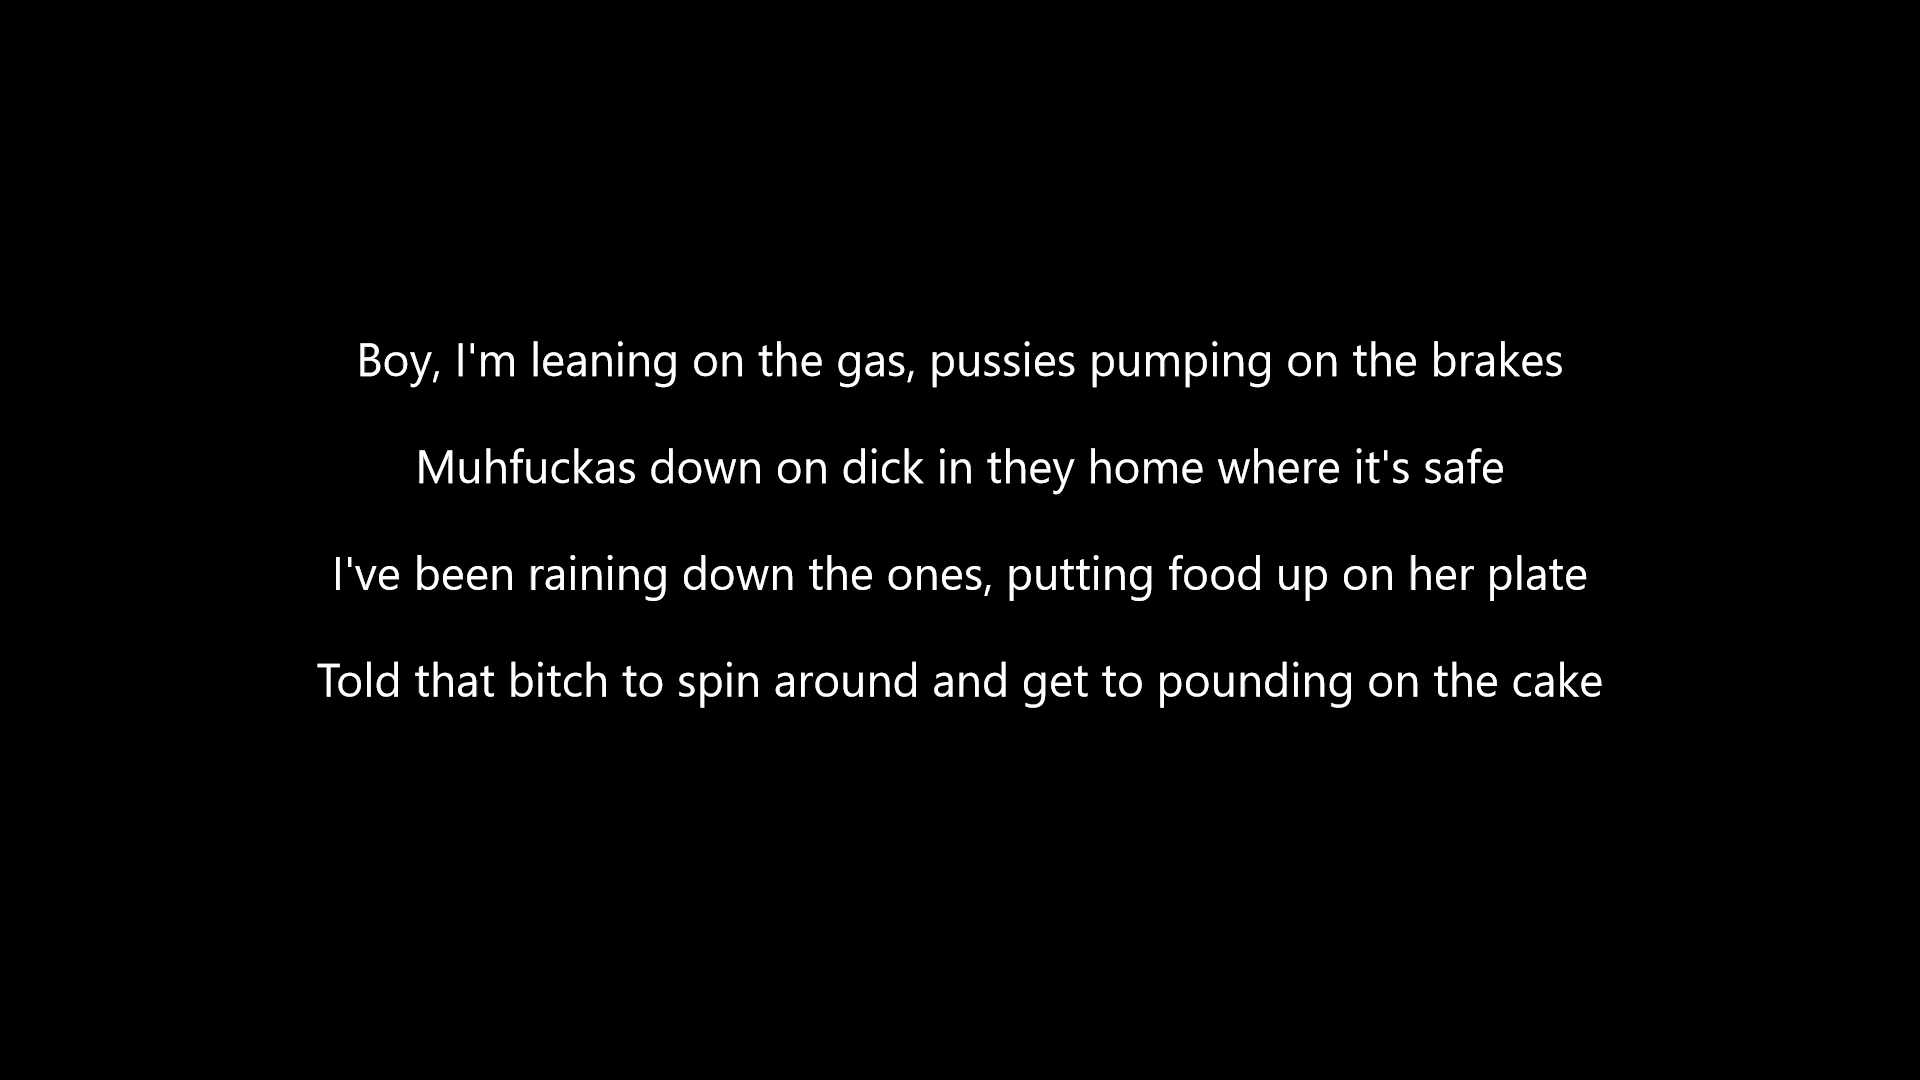 Boy, I'm leaning on the gas, pussies pumping on the brakes
Muhfuckas down on dick in they home where it's safe
I've been raining down the ones, putting food up on her plate
Told that bitch to spin around and get to pounding on the cake